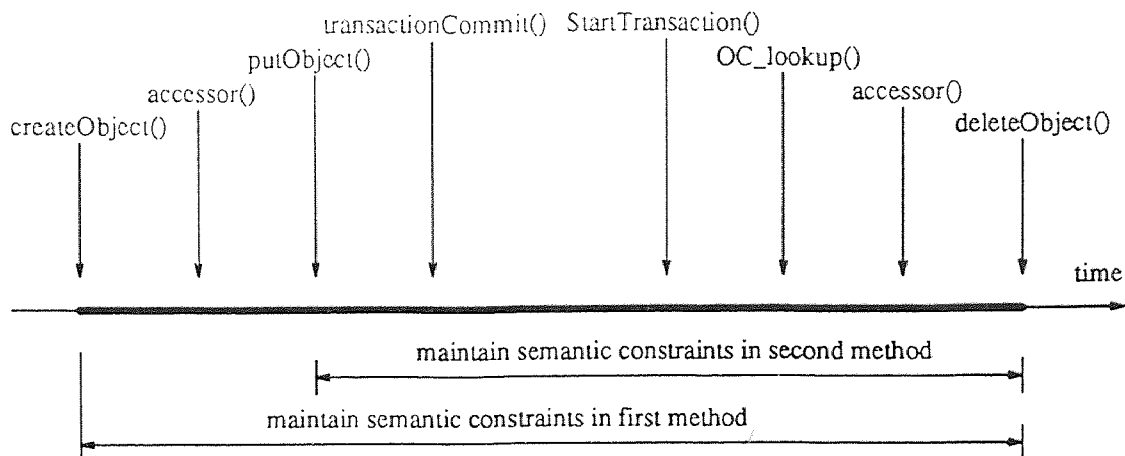 transactionCommit() StartTransaction()
putObject() OC_lookup()
accessor() accessor()
createObject() deleteObject()
time
maintain semantic constraints in second method
maintain semantic constraints in first method